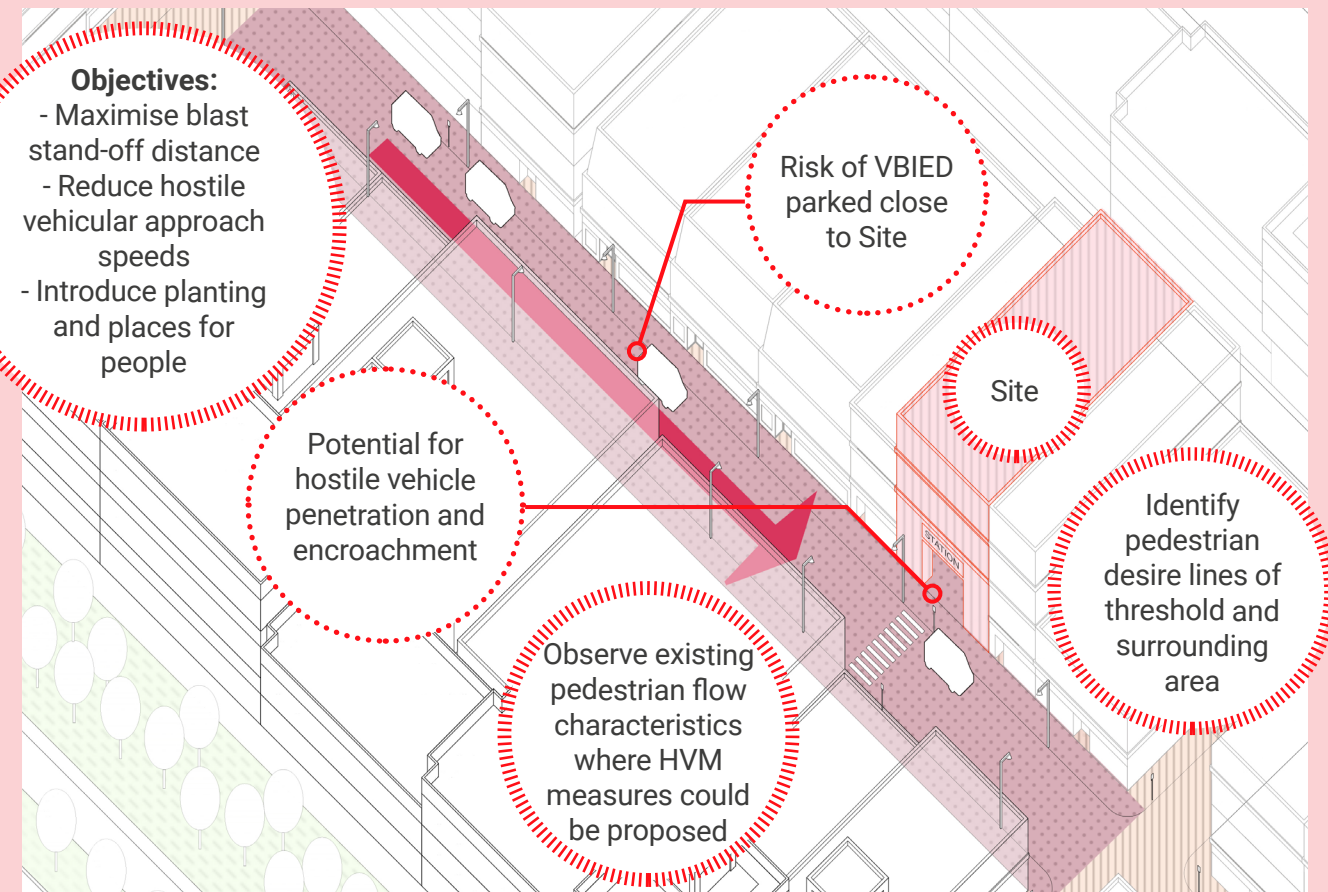 Objectives:
- Maximise blast
stand-off distance
- Reduce hostile
vehicular approach
speeds
- Introduce planting
and places for
people
Risk of VBIED
parked close
to Site
Site
Potential for
hostile vehicle
penetration and
encroachment
STATION
Identify
pedestrian
desire lines of
threshold and
surrounding
area
Observe existing
pedestrian flow
characteristics
where HVM
measures could
be proposed